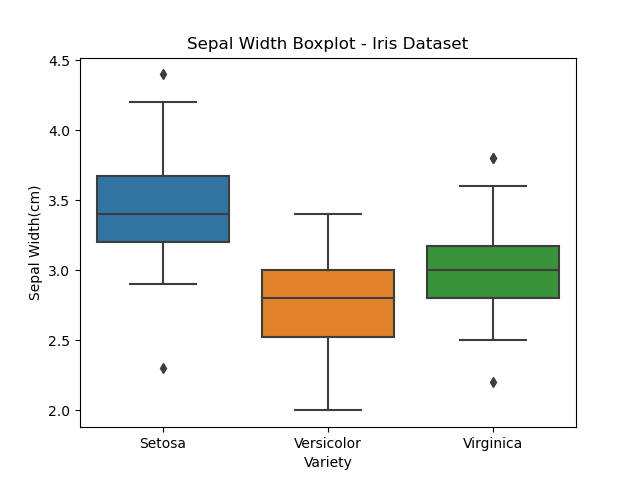 Sepal Width Boxplot - Iris Dataset
4.5
4.0
3.5
3.0
2.5
2.0
Sepal Width(cm)
Setosa Versicolor Virginica
Variety